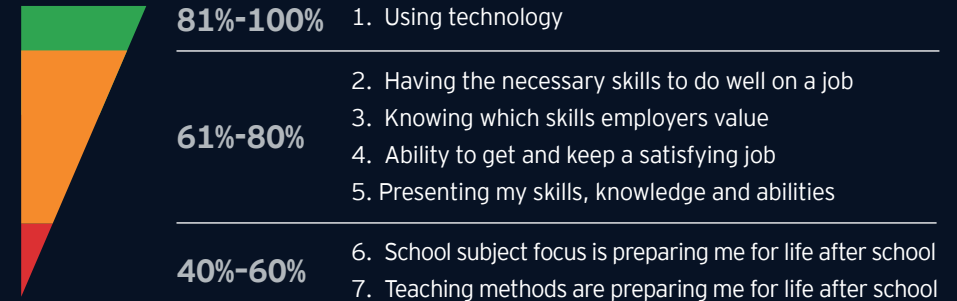 81%-100%
1. Using technology
61%-80%
2. Having the necessary skills to do well on a job
3. Knowing which skills employers value
4. Ability to get and keep a satisfying job
5. Presenting my skills, knowledge and abilities
40%-60%
6. School subject focus is preparing me for life after school
7. Teaching methods are preparing me for life after school